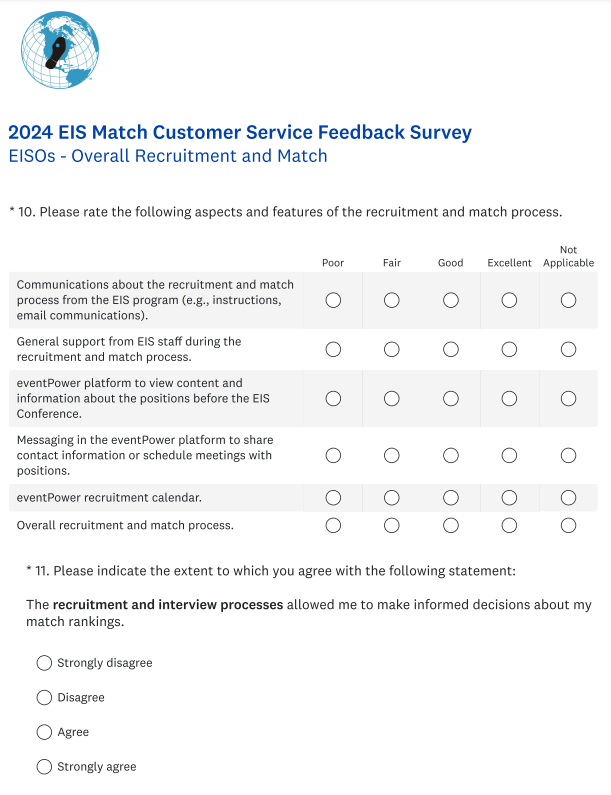 2024 EIS Match Customer Service Feedback Survey
EISOs - Overall Recruitment and Match
* 10. Please rate the following aspects and features of the recruitment and match process.
Poor Fair Good Excellent Not Applicable
Communications about the recruitment and match
process from the EIS program (e.g., instructions,
email communications).
General support from EIS staff during the
recruitment and match process.
eventPower platform to view content and
information about the positions before the EIS
Conference.
Messaging in the eventPower platform to share
contact information or schedule meetings with
positions.
eventPower recruitment calendar.
Overall recruitment and match process.
* 11. Please indicate the extent to which you agree with the following statement:
The recruitment and interview processes allowed me to make informed decisions about my
match rankings.
Strongly disagree
Disagree
Agree
Strongly agree